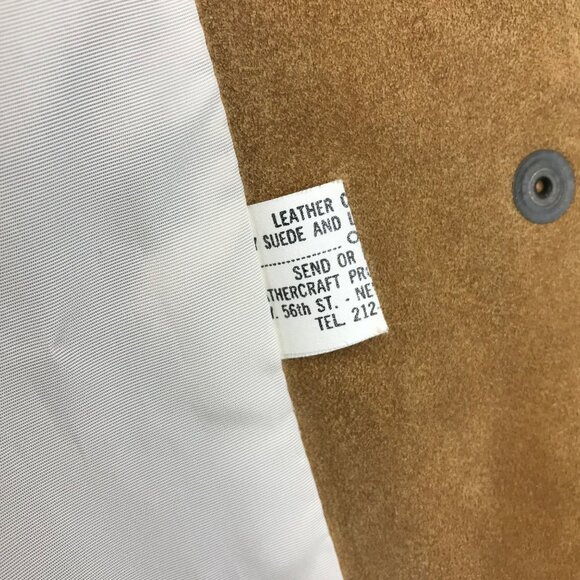 LEATHER C
Y SUEDE AND L
SEND OR
THERCRAFT PR
. 56th ST. - NE
TEL 212-